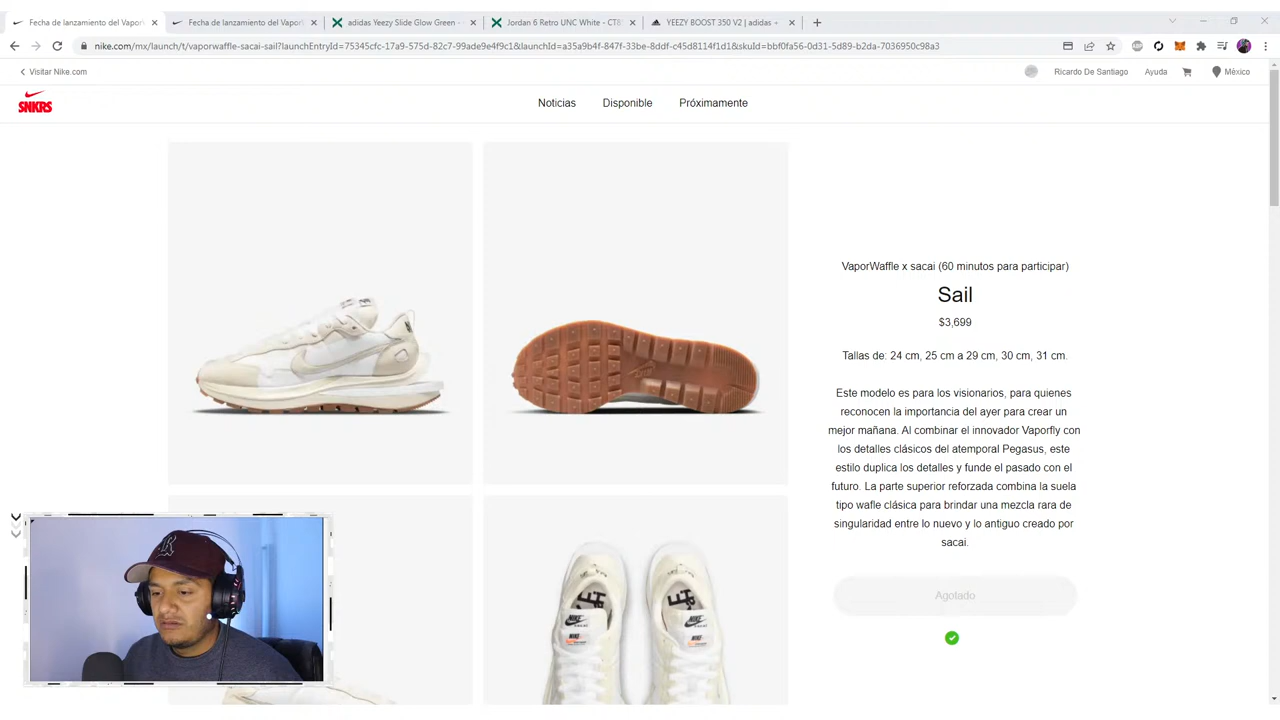 Fecha de lanzamiento del Vapor
Fecha de lanzamiento del Vapor
adidas Yeezy Slide Glow Green -
Jordan 6 Retro UNC White - CT8
YEEZY BOOST 350 V2 | adidas +
nike.com/mx/launch/t/vaporwaffle-sacai-sail?launchEntryId=75345cfc-17a9-575d-82c7-99ade9e4f9c1&launchId=a35a9b4f-847f-33be-8ddf-c45d8114f1d1&skuId=bbf0fa56-0d31-5d89-b2da-7036950c98a3
Visitar Nike.com
Ricardo De Santiago
Ayuda
México
SNKRS
Noticias
Disponible
Próximamente
VaporWaffle x sacai (60 minutos para participar)
Sail
$3,699
Tallas de: 24 cm, 25 cm a 29 cm, 30 cm, 31 cm.
Este modelo es para los visionarios, para quienes
reconocen la importancia del ayer para crear un
mejor mañana. Al combinar el innovador Vaporfly con
los detalles clásicos del atemporal Pegasus, este
estilo duplica los detalles y funde el pasado con el
futuro. La parte superior reforzada combina la suela
tipo wafle clásica para brindar una mezcla rara de
singularidad entre lo nuevo y lo antiguo creado por
sacai.
Agotado
NIKE
NIKE